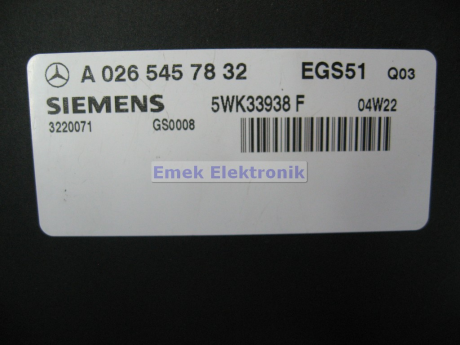 A 026 545 78 32 EGS51 Q03
SIEMENS 5WK33938 F 04W22
3220071 GS0008
Emek Elektronik